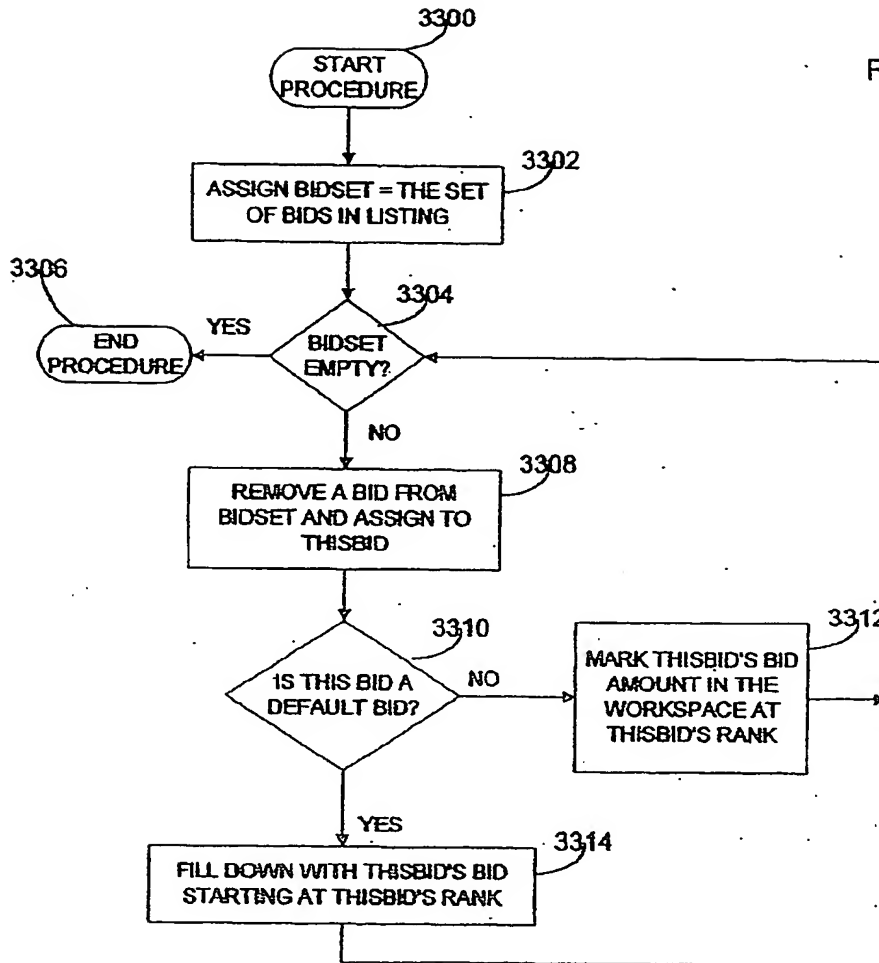 3300
START
PROCEDURE
F
3302
ASSIGN BIDSET = THE SET
OF BIDS IN LISTING
3306
END
PROCEDURE
YES
3304
BIDSET
EMPTY?
NO
3308
REMOVE A BID FROM
BIDSET AND ASSIGN TO
THISBID
3310
IS THIS BID A
DEFAULT BID?
NO
3312
MARK THISBID'S BID
AMOUNT IN THE
WORKSPACE AT
THISBID'S RANK
YES
3314
FILL DOWN WITH THISBID'S BID
STARTING AT THISBID'S RANK